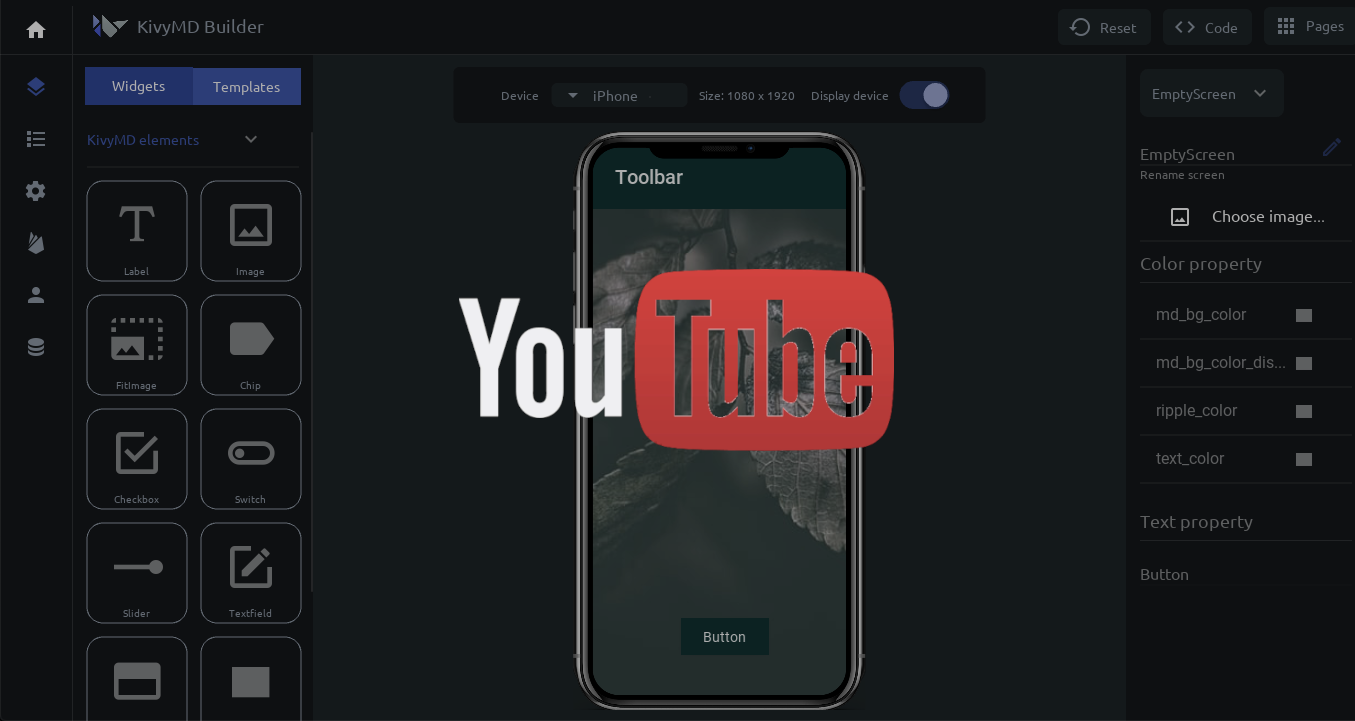 KivyMD Builder
Reset
Code
Pages
Widgets
Templates
KivyMD elements
Label
Image
FitImage
Chip
Checkbox
Switch
Slider
Textfield
Device
iPhone
Size: 1080 x 1920
Display device
Toolbar
YouTube
Button
EmptyScreen
EmptyScreen
Rename screen
Choose image...
Color property
md_bg_color
md_bg_color_dis...
ripple_color
text_color
Text property
Button